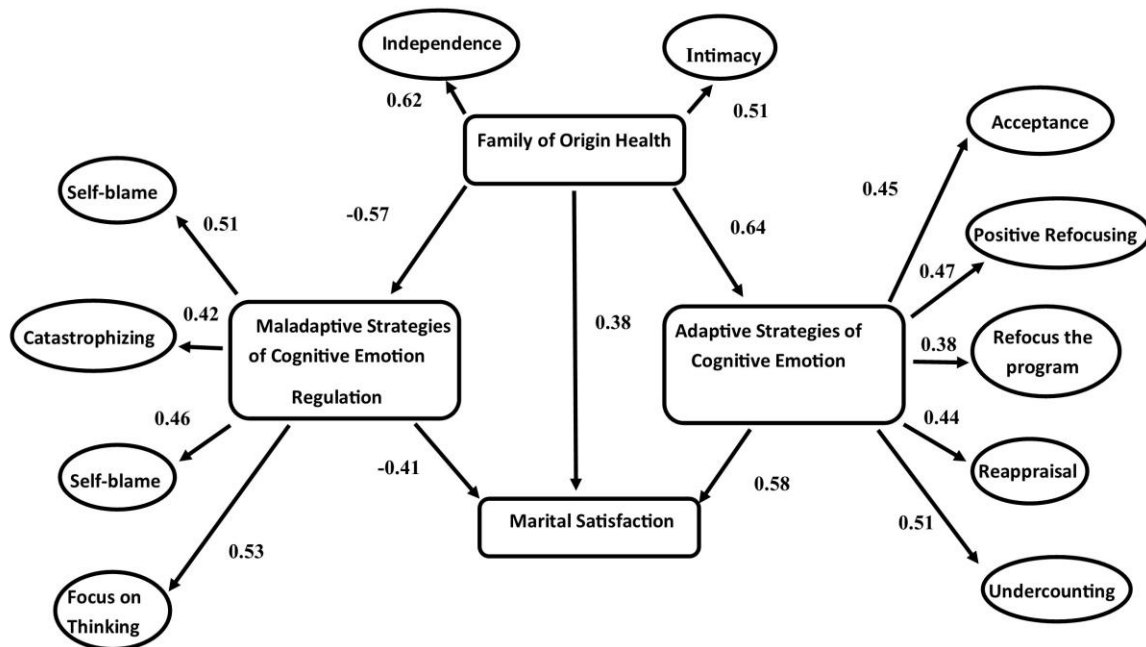 Independence
Intimacy
0.62
0.51
Family of Origin Health
Acceptance
Self-blame
0.51
-0.57
0.64
0.45
Positive Refocusing
0.47
Catastrophizing
0.42
Maladaptive Strategies
of Cognitive Emotion
Regulation
0.38
Adaptive Strategies of
Cognitive Emotion
0.38
Refocus the
program
0.46
Self-blame
-0.41
0.58
0.44
Reappraisal
Marital Satisfaction
0.51
0.53
Focus on
Thinking
Undercounting